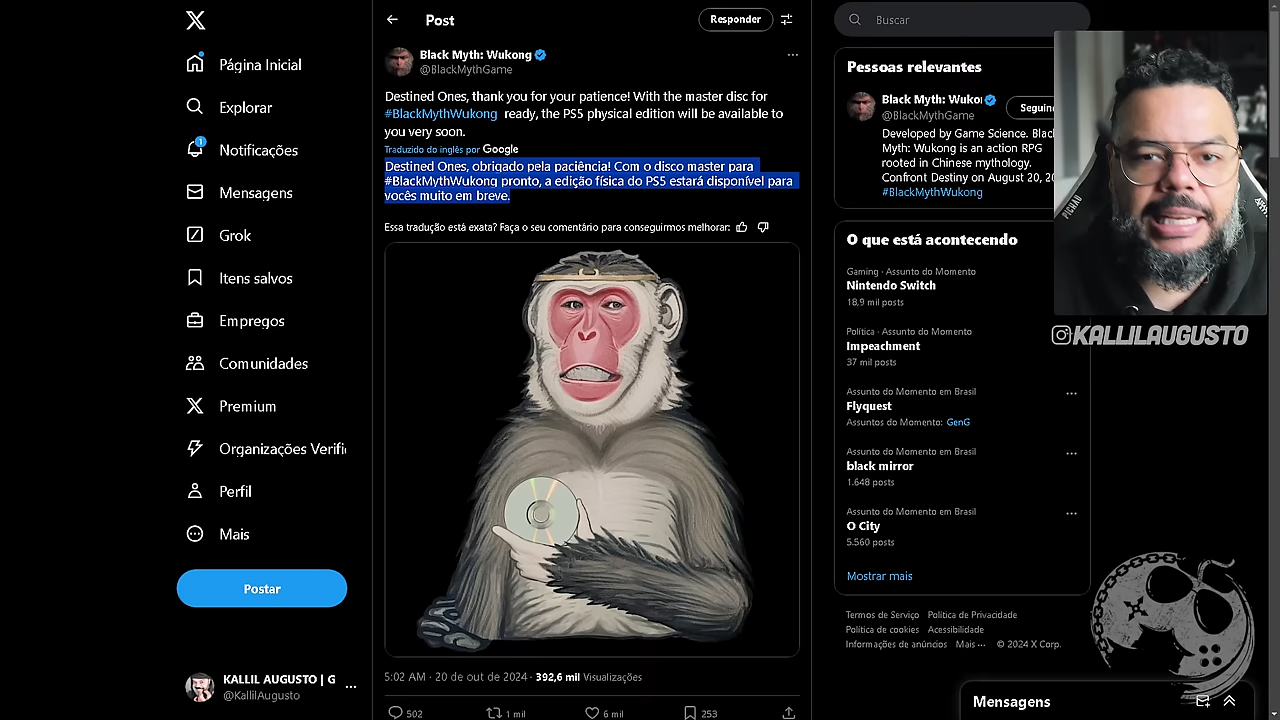 Página Inicial
Explorar
1
Notificações
Mensagens
Grok
Itens salvos
Empregos
Comunidades
Premium
Organizações Verifi
Perfil
Mais
Postar
KALLIL AUGUSTO | G
@KallilAugusto
Post
Responder
Black Myth: Wukong
@BlackMythGame
Destined Ones, thank you for your patience! With the master disc for
#BlackMythWukong ready, the PS5 physical edition will be available to
you very soon.
Traduzido do inglês por Google
Destined Ones, obrigado pela paciência! Com o disco master para
#BlackMythWukong pronto, a edição física do PS5 estará disponível para
vocês muito em breve.
Essa tradução está exata? Faça o seu comentário para conseguirmos melhorar:
5:02 AM · 20 de out de 2024 · 392,6 mil Visualizações
502
1 mil
6 mil
253
Buscar
Pessoas relevantes
Black Myth: Wukon
@BlackMythGame
Seguind
Developed by Game Science. Blac
Myth: Wukong is an action RPG
rooted in Chinese mythology.
Confront Destiny on August 20, 20
#BlackMythWukong
O que está acontecendo
Gaming · Assunto do Momento
Nintendo Switch
18,9 mil posts
Política · Assunto do Momento
Impeachment
37 mil posts
Assunto do Momento em Brasil
Flyquest
Assuntos do Momento: GenG
Assunto do Momento em Brasil
black mirror
1.648 posts
Assunto do Momento em Brasil
O City
5.560 posts
Mostrar mais
Termos de Serviço Política de Privacidade
Política de cookies Acessibilidade
Informações de anúncios Mais ··· © 2024 X Corp.
Mensagens
PICHAU
KALLILAUGUSTO